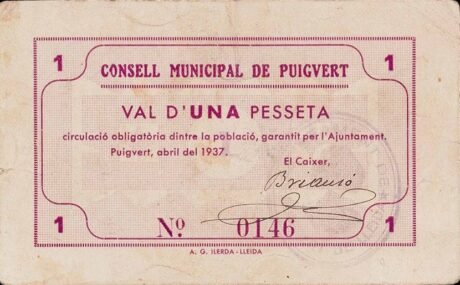 1 1
CONSELL MUNICIPAL DE PUIGVERT
VAL D'UNA PESSETA
circulació obligatòria dintre la població, garantit per l'Ajuntament.
Puigvert, abril del 1937.
El Caixer,
1 Nº 0146 1
A. G. ILERDA-LLEIDA